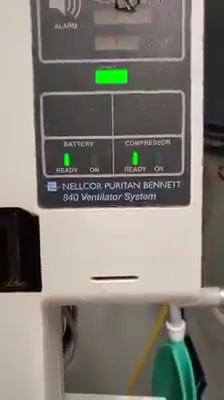 ALARM
BATTERY COMPRESSOR
READY ON READY ON
NELLCOR PURITAN BENNETT
840 Ventilator System